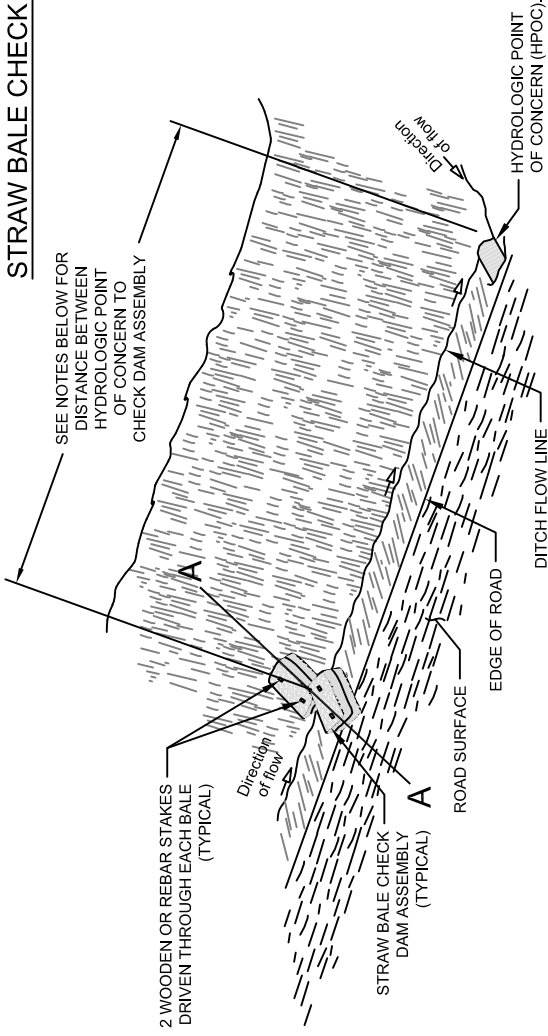 STRAW BALE CHECK
SEE NOTES BELOW FOR
DISTANCE BETWEEN
HYDROLOGIC POINT
OF CONCERN TO
CHECK DAM ASSEMBLY
2 WOODEN OR REBAR STAKES
DRIVEN THROUGH EACH BALE
(TYPICAL)
A
Direction
of flow
Direction
of flow
HYDROLOGIC POINT
OF CONCERN (HPOC).
A
STRAW BALE CHECK
DAM ASSEMBLY
(TYPICAL)
ROAD SURFACE
EDGE OF ROAD
DITCH FLOW LINE